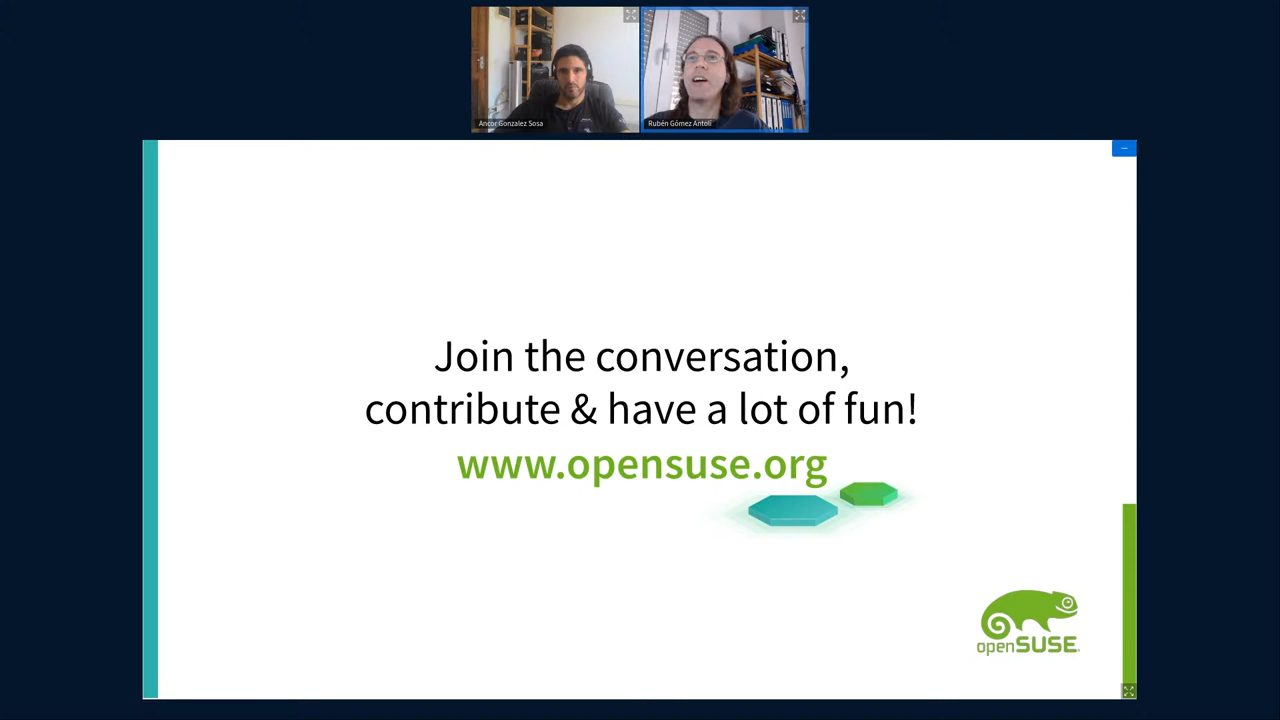 Ancor Gonzalez Sosa
Rubén Gómez Antolí
Join the conversation,
contribute & have a lot of fun!
www.opensuse.org
openSUSE